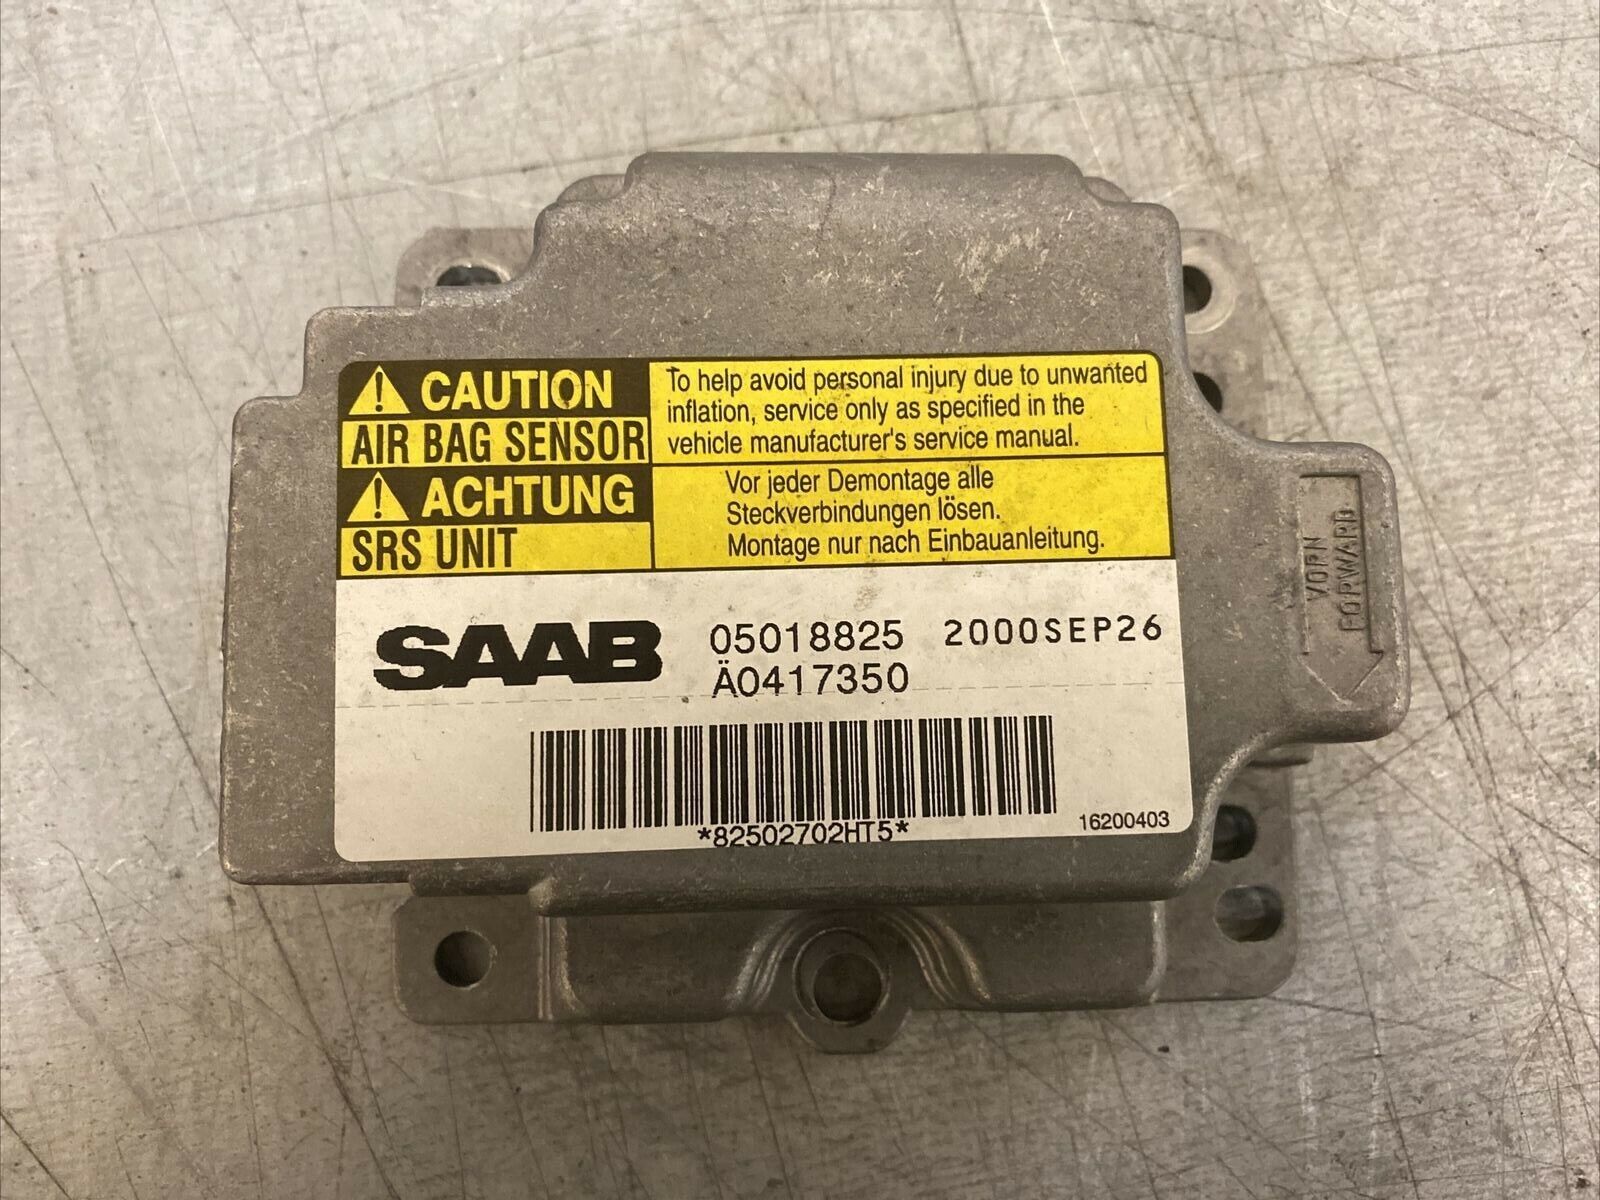 CAUTION
AIR BAG SENSOR
To help avoid personal injury due to unwanted
inflation, service only as specified in the
vehicle manufacturer's service manual.
ACHTUNG
SRS UNIT
Vor jeder Demontage alle
Steckverbindungen lösen.
Montage nur nach Einbauanleitung.
SAAB
05018825 2000SEP26
Ä0417350
*82502702HT5*
16200403
VORN
FORWARD